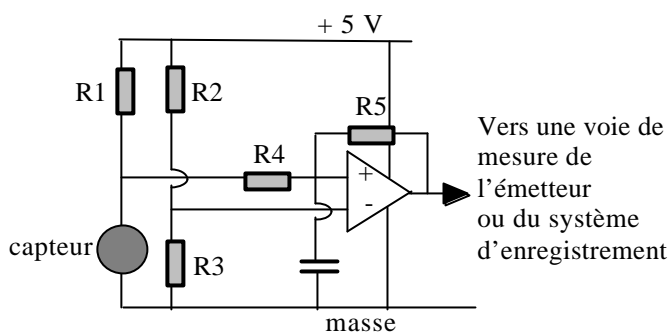 + 5 V
R1
R2
R5
R4
+
-
capteur
R3
Vers une voie de
mesure de
l'émetteur
ou du système
d'enregistrement
masse